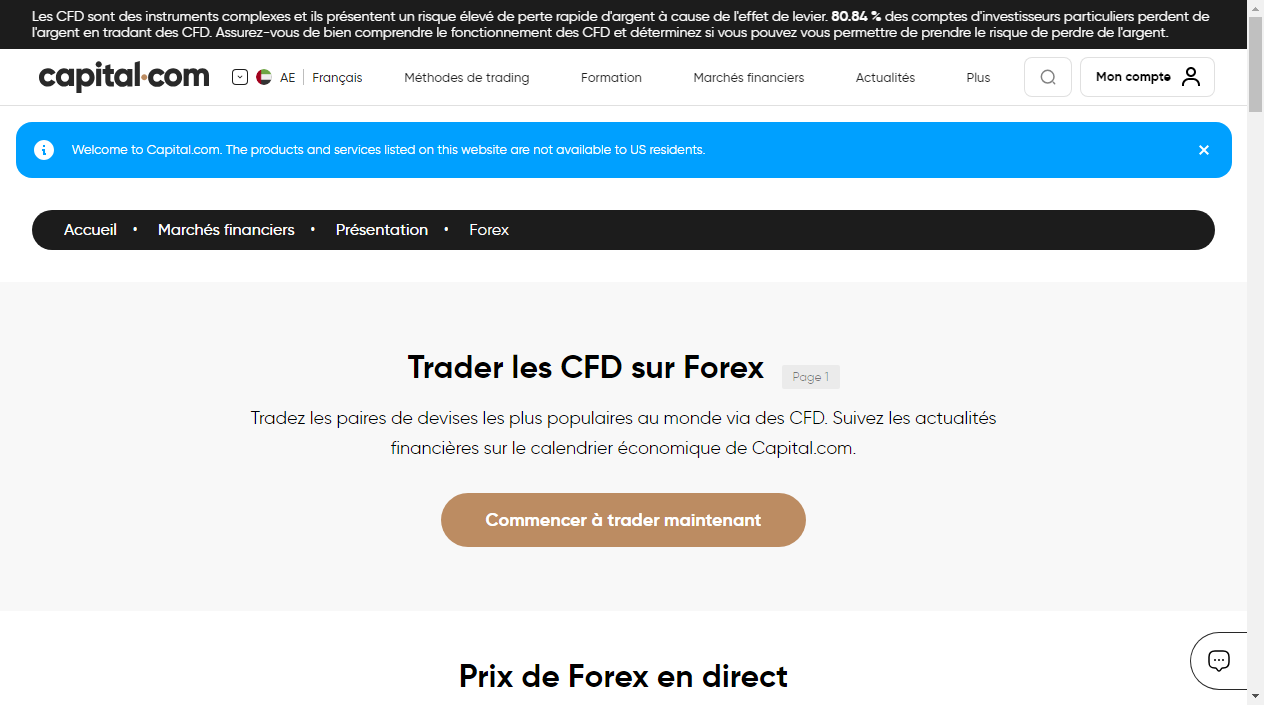 Les CFD sont des instruments complexes et ils présentent un risque élevé de perte rapide d'argent à cause de l'effet de levier. 80.84 % des comptes d'investisseurs particuliers perdent de
l'argent en tradant des CFD. Assurez-vous de bien comprendre le fonctionnement des CFD et déterminez si vous pouvez vous permettre de prendre le risque de perdre de l'argent.
capital.com AE Français Méthodes de trading Formation Marchés financiers Actualités Plus Mon compte
Welcome to Capital.com. The products and services listed on this website are not available to US residents.
Accueil • Marchés financiers • Présentation • Forex
Trader les CFD sur Forex Page 1
Tradez les paires de devises les plus populaires au monde via des CFD. Suivez les actualités
financières sur le calendrier économique de Capital.com.
Commencer à trader maintenant
Prix de Forex en direct